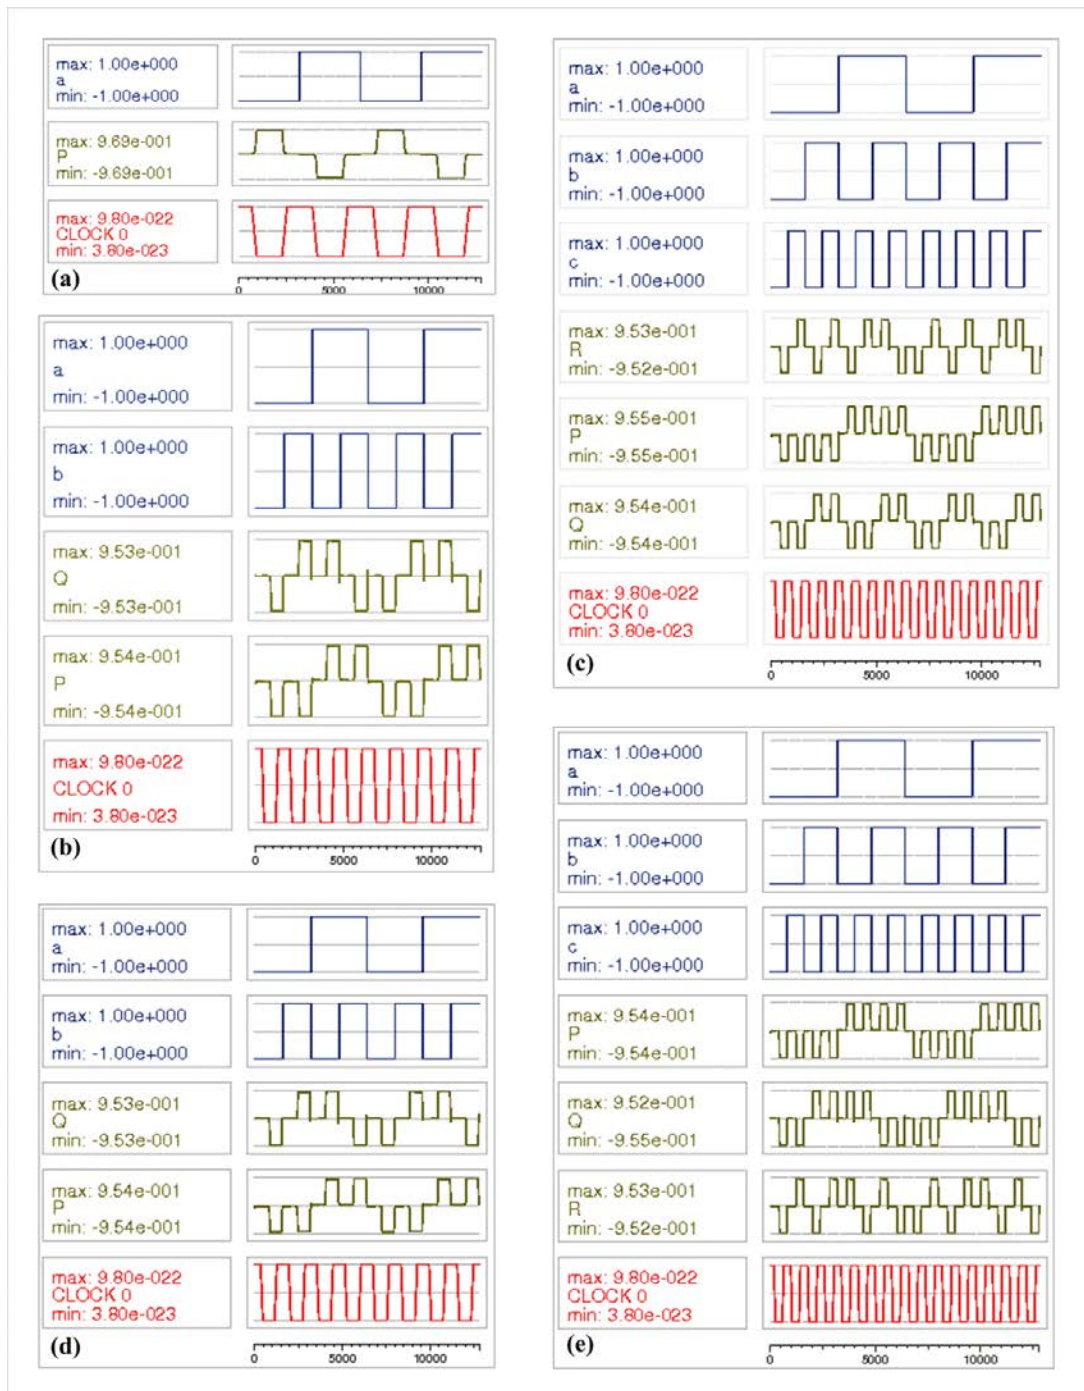 max: 1.00e+000
a
min: -1.00e+000
max: 9.69e-001
P
min: -9.69e-001
max: 9.80e-022
CLOCK 0
min: 3.80e-023
(a)
0 5000 10000
max: 1.00e+000
a
min: -1.00e+000
max: 1.00e+000
b
min: -1.00e+000
max: 9.53e-001
Q
min: -9.53e-001
max: 9.54e-001
P
min: -9.54e-001
max: 9.80e-022
CLOCK 0
min: 3.80e-023
(b)
0 5000 10000
max: 1.00e+000
a
min: -1.00e+000
max: 1.00e+000
b
min: -1.00e+000
max: 1.00e+000
c
min: -1.00e+000
max: 9.53e-001
R
min: -9.52e-001
max: 9.55e-001
P
min: -9.55e-001
max: 9.54e-001
Q
min: -9.54e-001
max: 9.80e-022
CLOCK 0
min: 3.80e-023
(c)
0 5000 10000
max: 1.00e+000
a
min: -1.00e+000
max: 1.00e+000
b
min: -1.00e+000
max: 9.53e-001
Q
min: -9.53e-001
max: 9.54e-001
P
min: -9.54e-001
max: 9.80e-022
CLOCK 0
min: 3.80e-023
(d)
0 5000 10000
max: 1.00e+000
a
min: -1.00e+000
max: 1.00e+000
b
min: -1.00e+000
max: 1.00e+000
c
min: -1.00e+000
max: 9.54e-001
P
min: -9.54e-001
max: 9.52e-001
Q
min: -9.55e-001
max: 9.53e-001
R
min: -9.52e-001
max: 9.80e-022
CLOCK 0
min: 3.80e-023
(e)
0 5000 10000